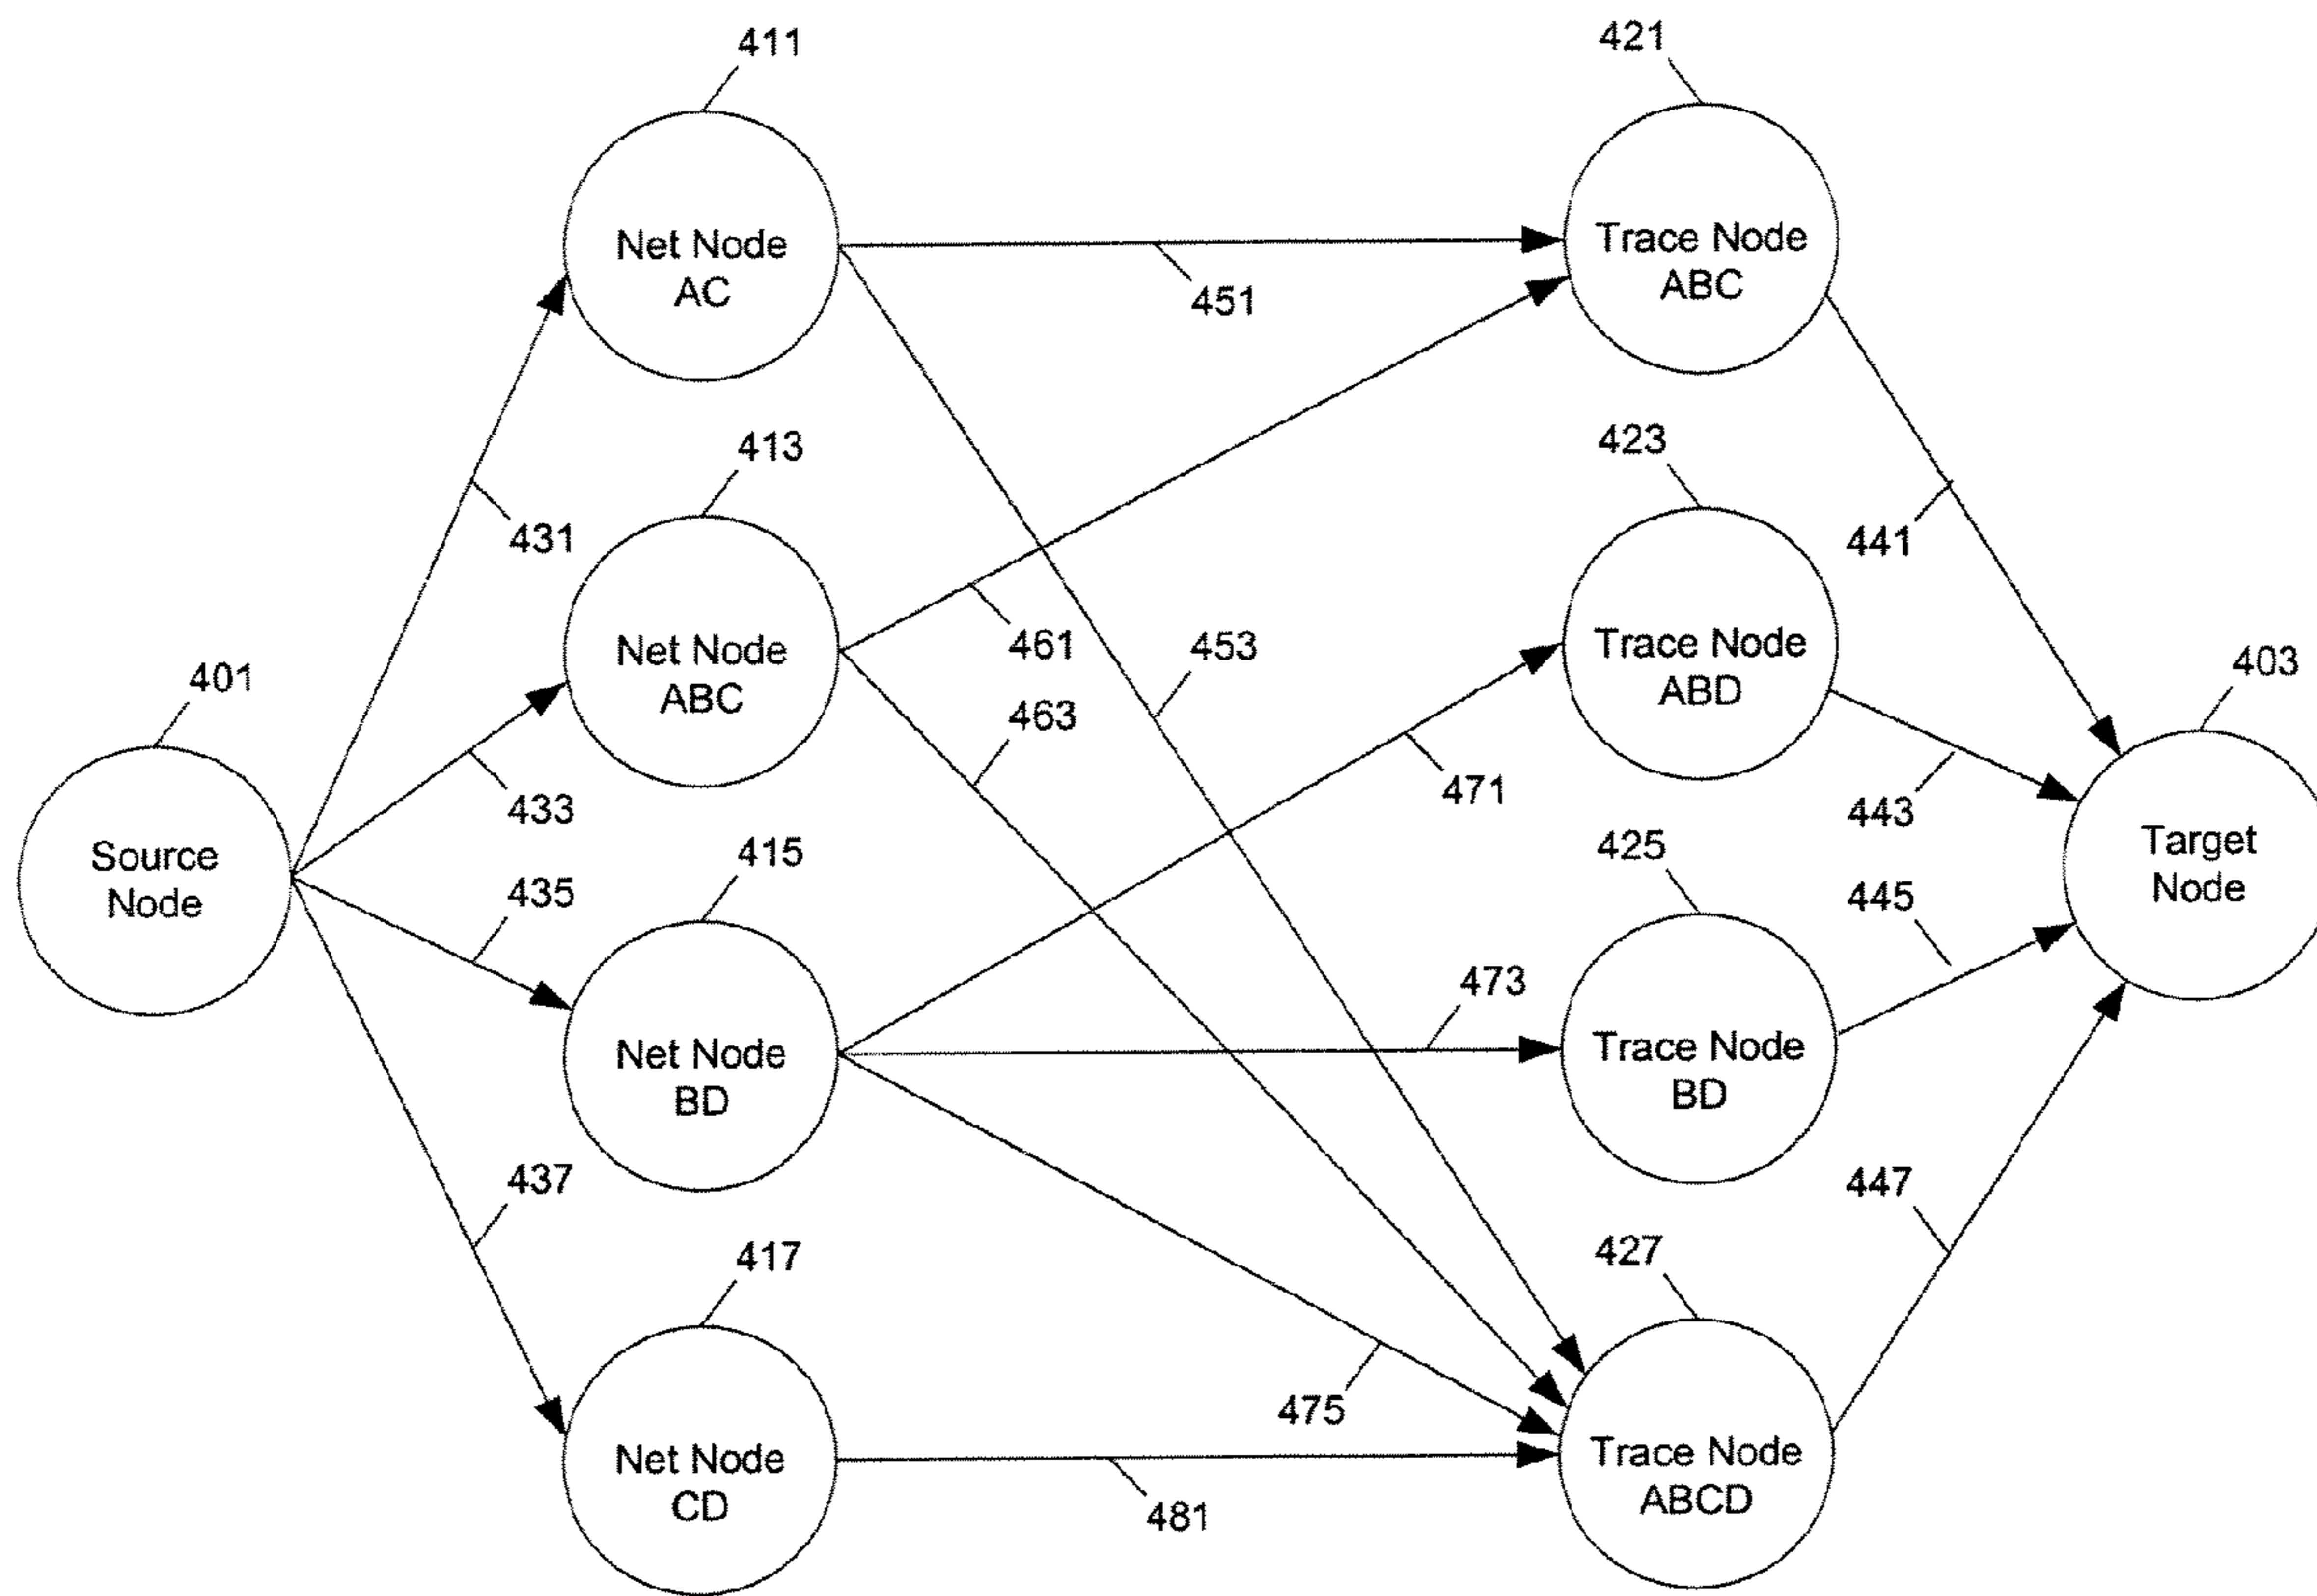 411
421
Net Node
AC
Trace Node
ABC
451
431
413
461
453
423
441
Net Node
ABC
463
Trace Node
ABD
471
443
401
433
403
Source
Node
435
415
425
445
Target
Node
Net Node
BD
473
Trace Node
BD
437
417
475
427
447
Net Node
CD
481
Trace Node
ABCD